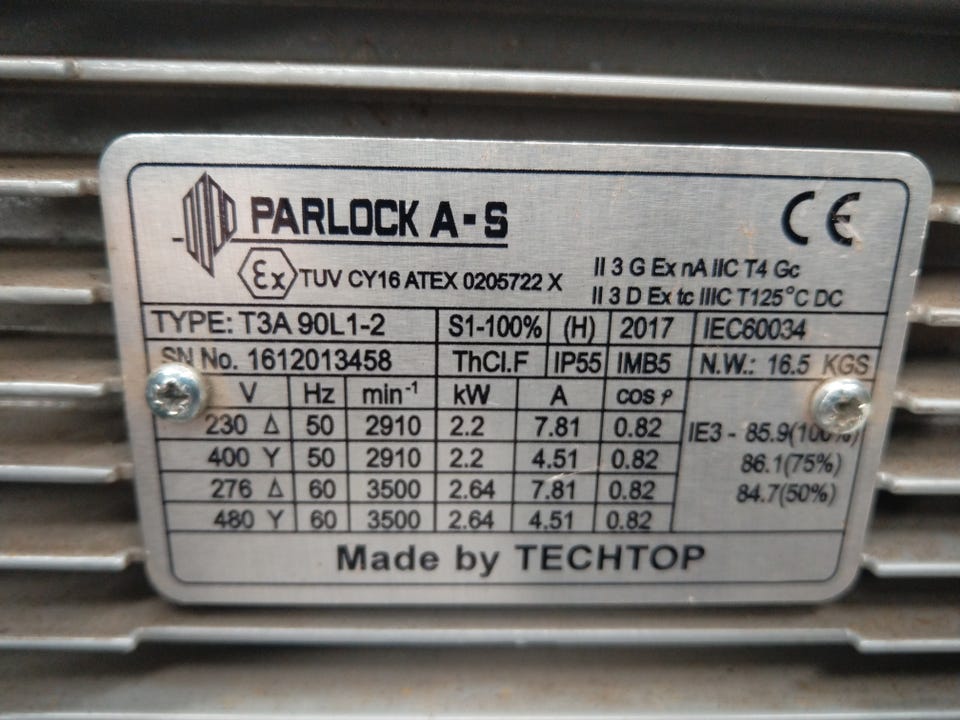 PARLOCK A-S
CE
Ex TUV CY16 ATEX 0205722 X
II 3 G Ex nA IIC T4 Gc
II 3 D Ex tc IIIC T125°C DC
TYPE: T3A 90L1-2 S1-100% (H) 2017 IEC60034
SN No. 1612013458 ThCl.F IP55 IMB5 N.W.: 16.5 KGS
V Hz min⁻¹ kW A cos φ
230 Δ 50 2910 2.2 7.81 0.82 IE3 - 85.9(100%)
400 Y 50 2910 2.2 4.51 0.82 86.1(75%)
276 Δ 60 3500 2.64 7.81 0.82 84.7(50%)
480 Y 60 3500 2.64 4.51 0.82
Made by TECHTOP